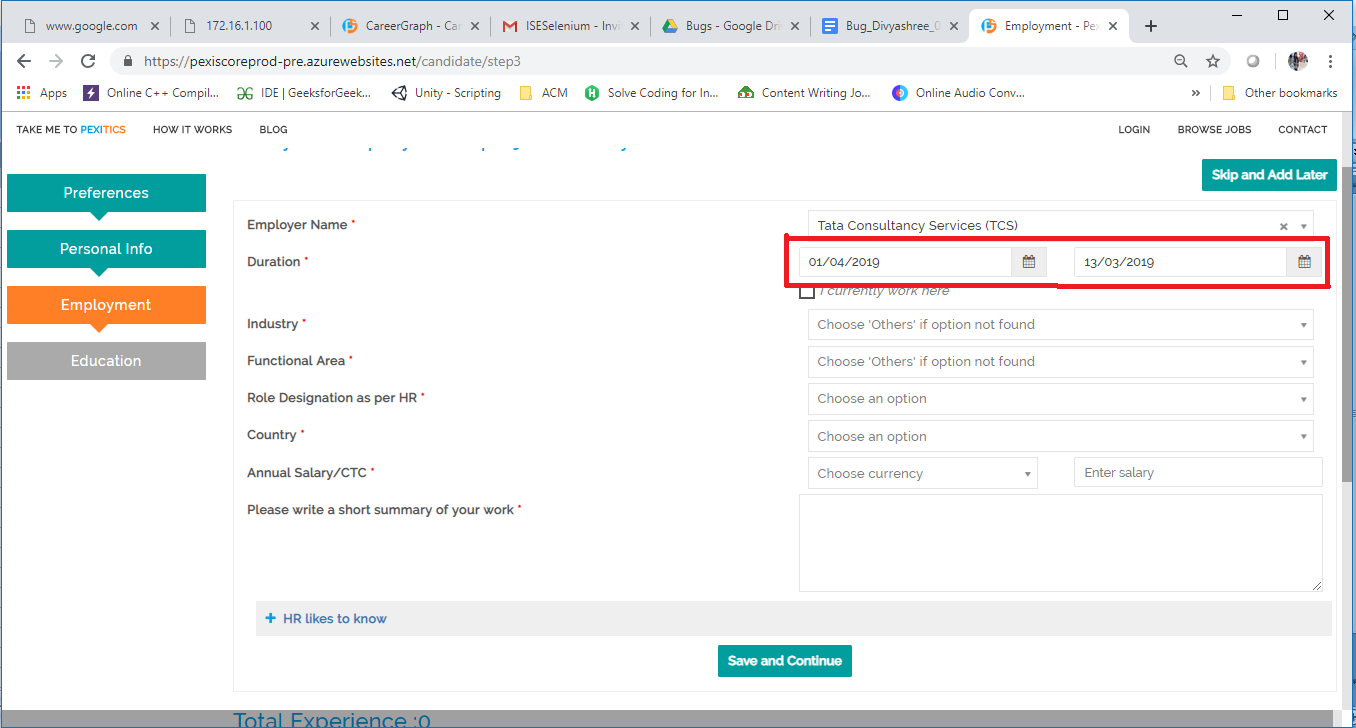 www.google.com
172.16.1.100
CareerGraph - Car
ISESelenium - Invi
Bugs - Google Dri
Bug_Divyashree_0
Employment - Pex
https://pexiscoreprod-pre.azurewebsites.net/candidate/step3
Apps
Online C++ Compil...
IDE | GeeksforGeek...
Unity - Scripting
ACM
Solve Coding for In...
Content Writing Jo...
Online Audio Conv...
»
Other bookmarks
TAKE ME TO PEXITICS
HOW IT WORKS
BLOG
LOGIN
BROWSE JOBS
CONTACT
Skip and Add Later
Preferences
Personal Info
Employment
Education
Employer Name *
Tata Consultancy Services (TCS)
Duration *
01/04/2019
13/03/2019
I currently work here
Industry *
Choose 'Others' if option not found
Functional Area *
Choose 'Others' if option not found
Role Designation as per HR *
Choose an option
Country *
Choose an option
Annual Salary/CTC *
Choose currency
Enter salary
Please write a short summary of your work *
+ HR likes to know
Save and Continue
Total Experience :0